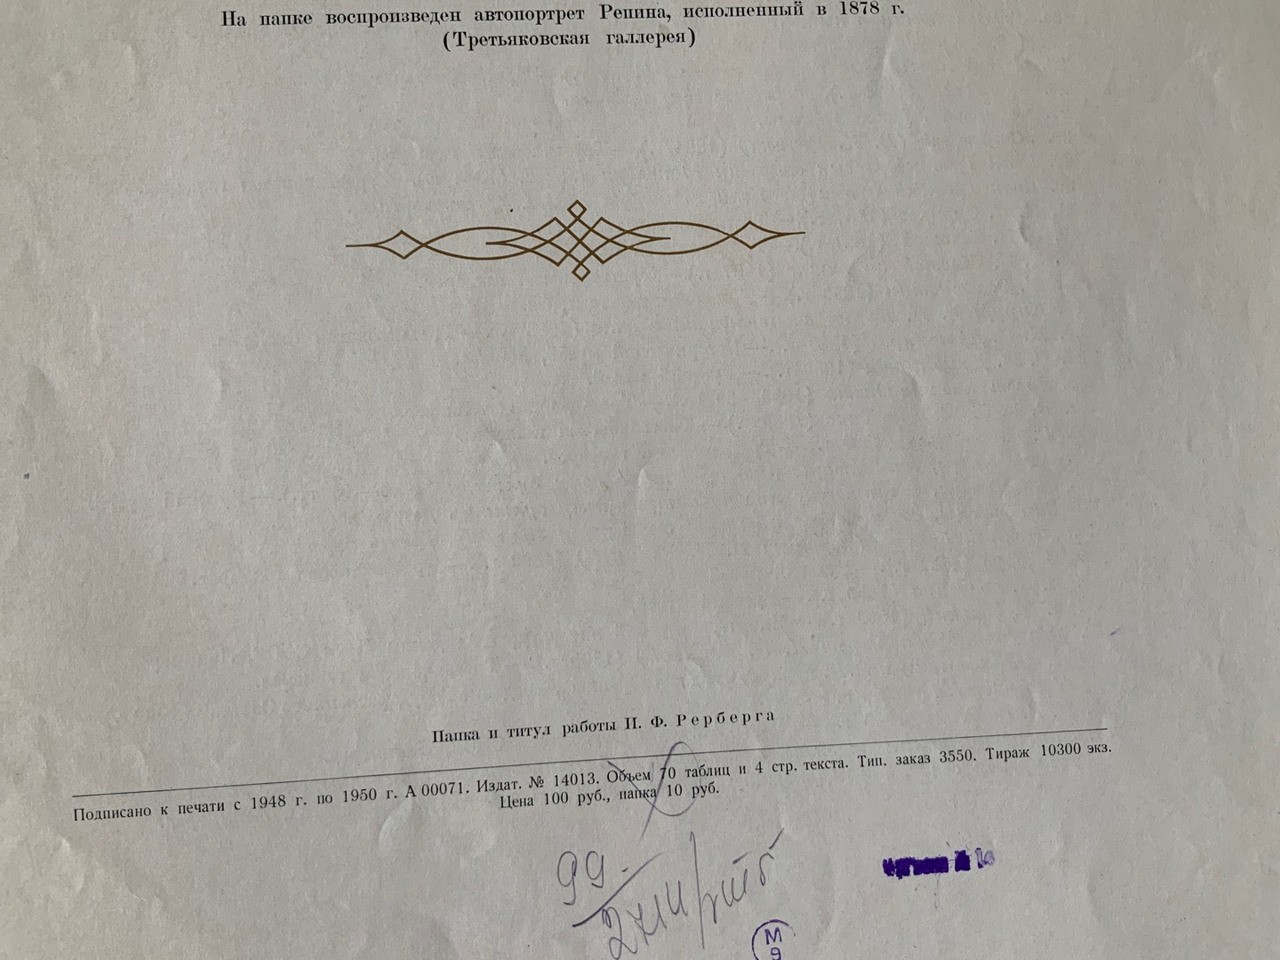 На папке воспроизведен автопортрет Репина, исполненный в 1878 г.
(Третьяковская галлерея)
Папка и титул работы И. Ф. Рерберга
Подписано к печати с 1948 г. по 1950 г. А 00071. Издат. № 14013. Объем 70 таблиц и 4 стр. текста. Тип. заказ 3550. Тираж 10300 экз.
Цена 100 руб., папка 10 руб.
99.-
М
9